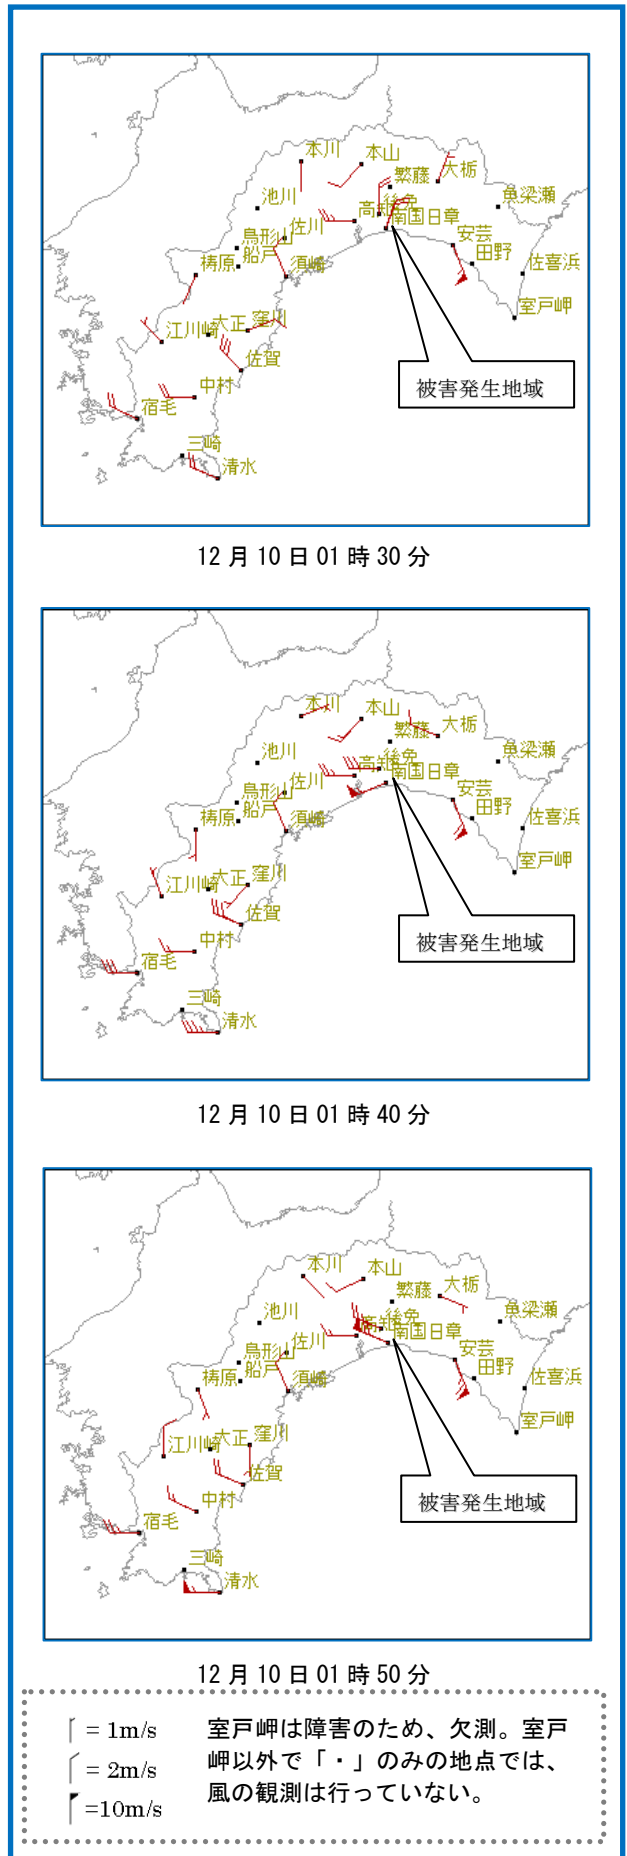 本川
本山
繁藤
大栃
魚梁瀬
池川
高知
後免
南国日章
鳥形山
佐川
船戸
安芸
田野
梼原
須崎
佐喜浜
室戸岬
江川崎
大正
窪川
佐賀
中村
宿毛
三崎
清水
被害発生地域
12月10日01時30分
本川
本山
繁藤
大栃
魚梁瀬
池川
高知
後免
南国日章
鳥形山
佐川
船戸
安芸
田野
梼原
須崎
佐喜浜
室戸岬
江川崎
大正
窪川
佐賀
中村
宿毛
三崎
清水
被害発生地域
12月10日01時40分
本川
本山
繁藤
大栃
魚梁瀬
池川
高知
後免
南国日章
鳥形山
佐川
船戸
安芸
田野
梼原
須崎
佐喜浜
室戸岬
江川崎
大正
窪川
佐賀
中村
宿毛
三崎
清水
被害発生地域
12月10日01時50分
= 1m/s
= 2m/s
=10m/s
室戸岬は障害のため、欠測。室戸
岬以外で「・」のみの地点では、
風の観測は行っていない。